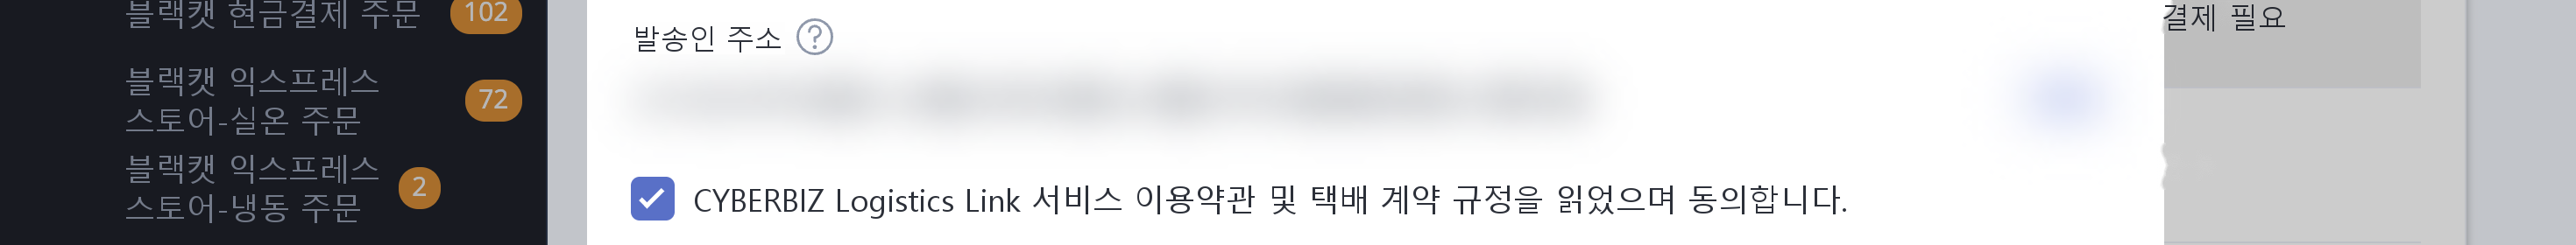 블랙캣 현금결제 주문 102
블랙캣 익스프레스
스토어-실온 주문
72
블랙캣 익스프레스
스토어-냉동 주문
2
발송인 주소 ?
CYBERBIZ Logistics Link 서비스 이용약관 및 택배 계약 규정을 읽었으며 동의합니다.
결제 필요